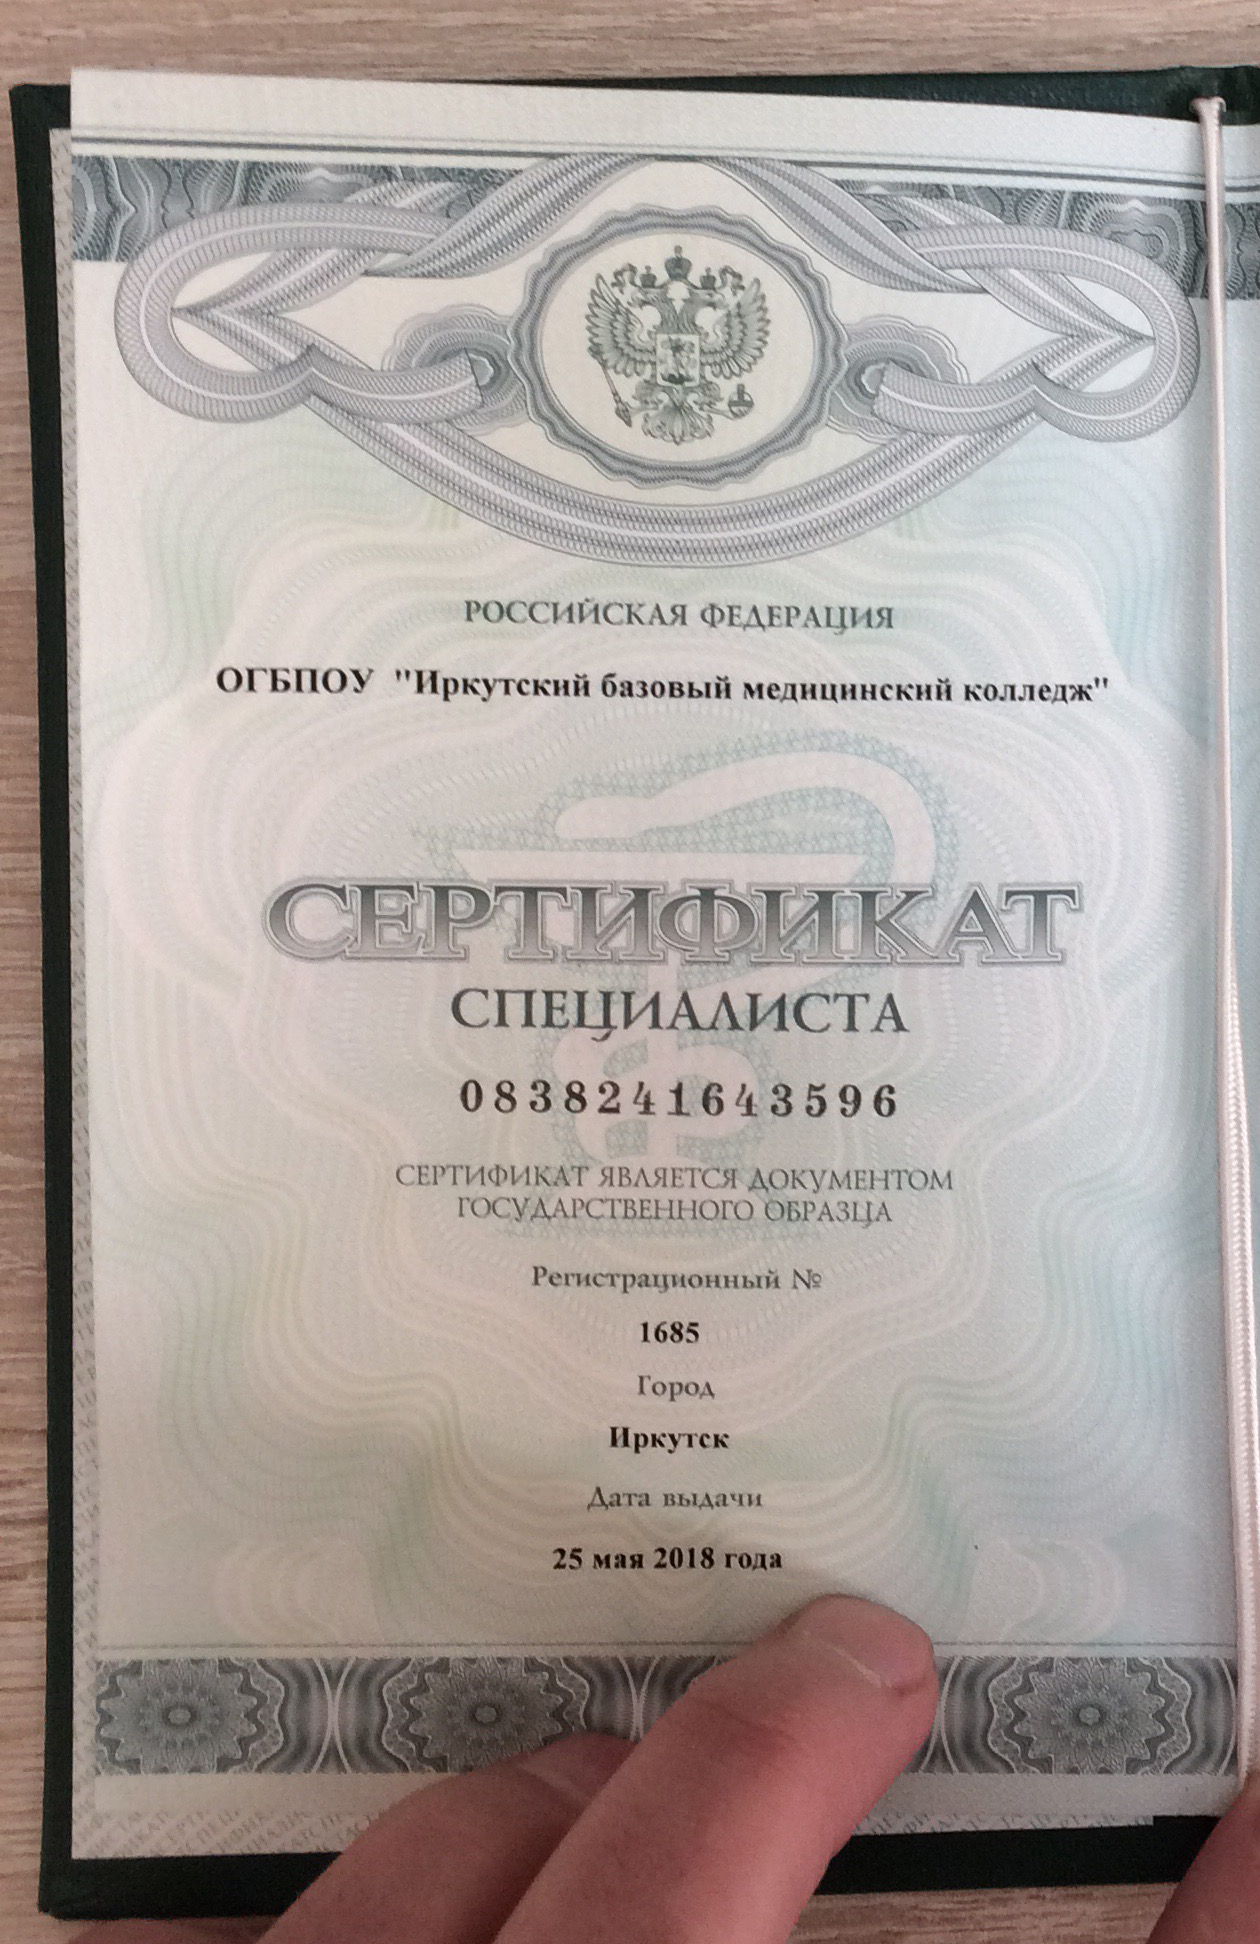 РОССИЙСКАЯ ФЕДЕРАЦИЯ
ОГБПОУ "Иркутский базовый медицинский колледж"
СЕРТИФИКАТ
СПЕЦИАЛИСТА
0838241643596
СЕРТИФИКАТ ЯВЛЯЕТСЯ ДОКУМЕНТОМ
ГОСУДАРСТВЕННОГО ОБРАЗЦА
Регистрационный №
1685
Город
Иркутск
Дата выдачи
25 мая 2018 года